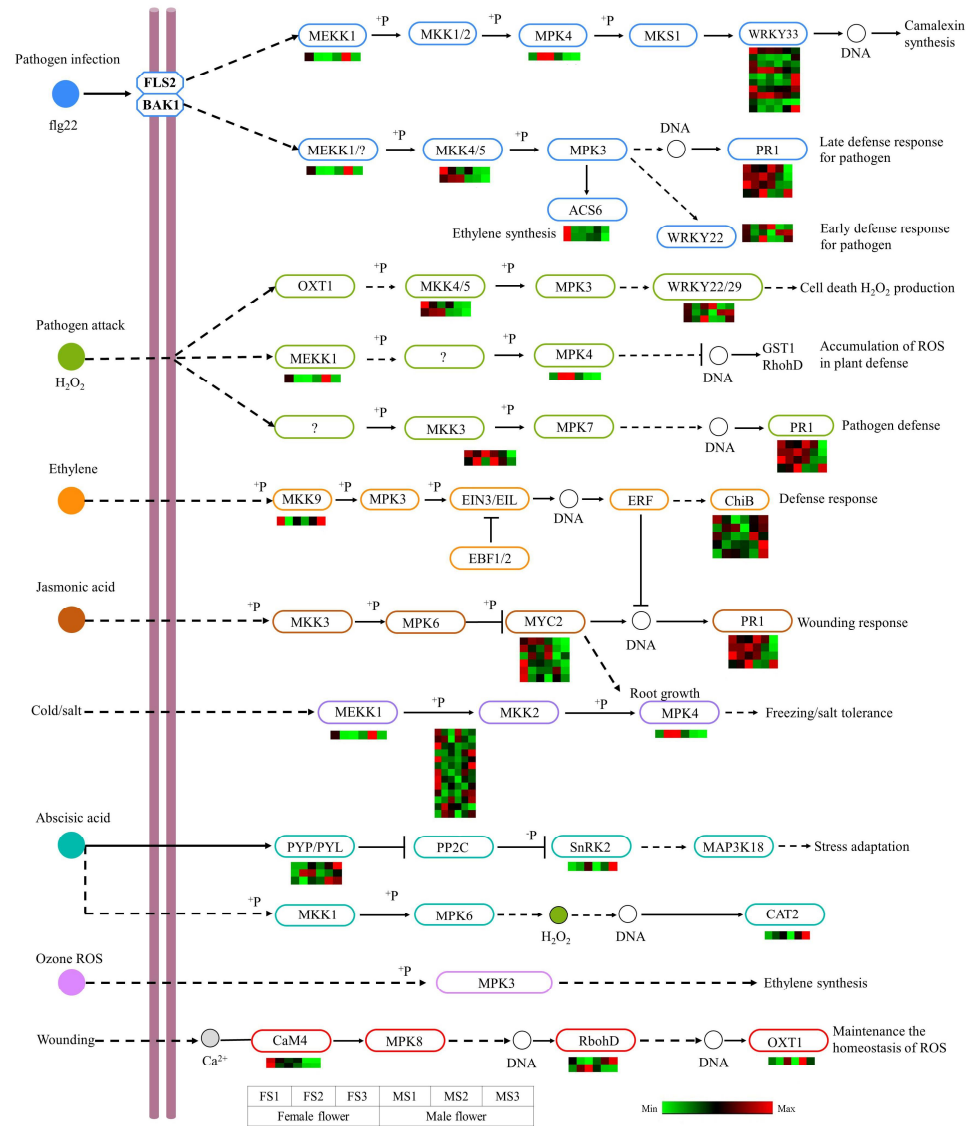 +P +P +P
MEKK1 MKK1/2 MPK4 MKS1 WRKY33 Camalexin
DNA synthesis
Pathogen infection
FLS2
BAK1
flg22
+P +P DNA
MEKK1/? MKK4/5 MPK3 PR1 Late defense response
for pathogen
ACS6
Ethylene synthesis WRKY22 Early defense response
for pathogen
+P +P
OXT1 MKK4/5 MPK3 WRKY22/29 Cell death H₂O₂ production
Pathogen attack
+P +P
H₂O₂ MEKK1 ? MPK4 GST1 Accumulation of ROS
DNA RhohD in plant defense
+P +P
? MKK3 MPK7 PR1 Pathogen defense
DNA
Ethylene
+P +P +P
MKK9 MPK3 EIN3/EIL ERF ChiB Defense response
DNA
EBF1/2
Jasmonic acid
+P +P +P
MKK3 MPK6 MYC2 PR1 Wounding response
DNA
Root growth
+P +P
Cold/salt MEKK1 MKK2 MPK4 Freezing/salt tolerance
Abscisic acid
-P
PYP/PYL PP2C SnRK2 MAP3K18 Stress adaptation
+P +P
MKK1 MPK6 CAT2
H₂O₂ DNA
Ozone ROS
+P
MPK3 Ethylene synthesis
Wounding CaM4 MPK8 RbohD OXT1 Maintenance the
Ca²⁺ DNA DNA homeostasis of ROS
FS1 FS2 FS3 MS1 MS2 MS3
Female flower Male flower
Min Max